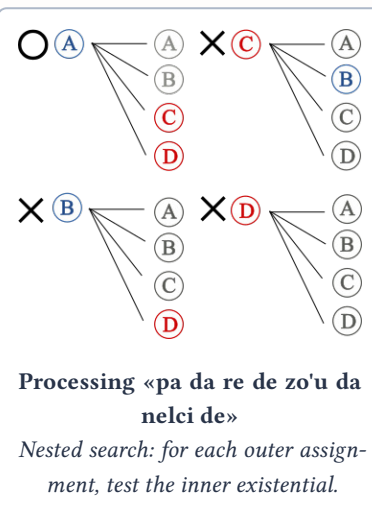 A A C A
B B
C C
D D
B A D A
B B
C C
D D
Processing «pa da re de zo'u da
nelci de»
Nested search: for each outer assign-
ment, test the inner existential.